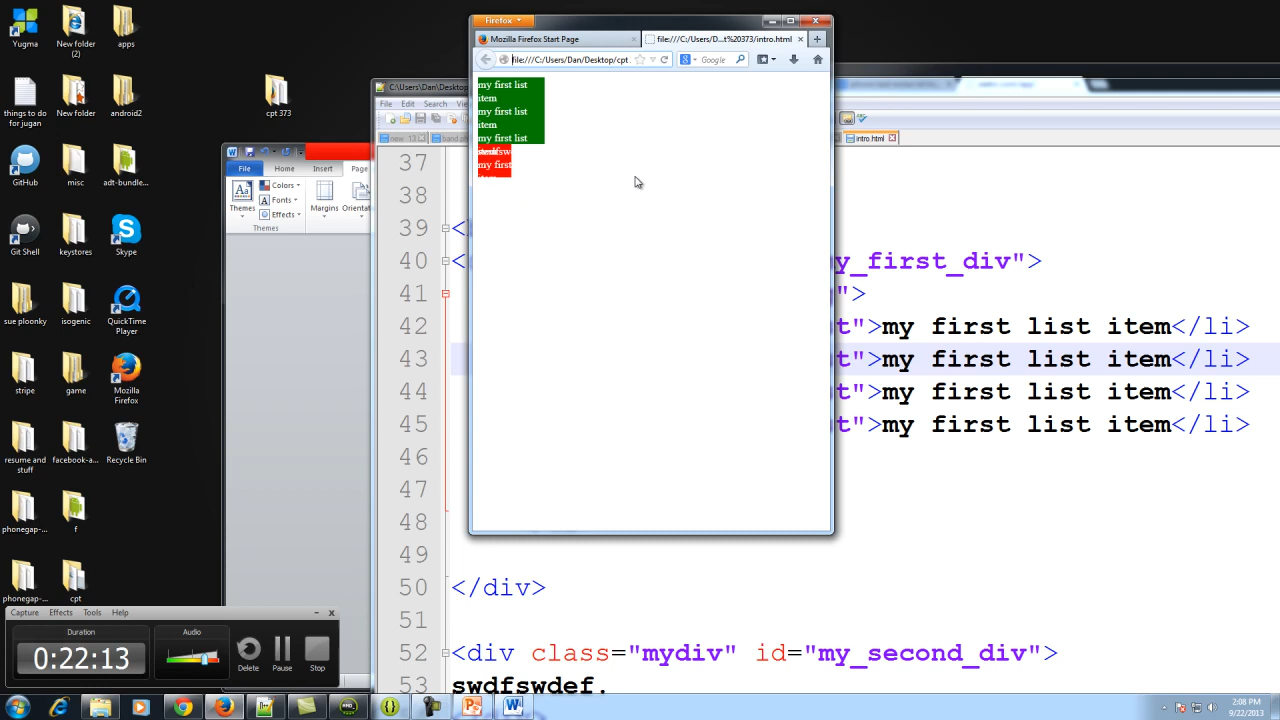 Yugma
New folder (2)
apps
things to do for jugan
New folder
android2
cpt 373
GitHub
misc
adt-bundle...
Git Shell
keystores
Skype
sue ploonky
isogenic
QuickTime Player
stripe
game
Mozilla Firefox
resume and stuff
facebook-a...
Recycle Bin
phonegap-...
f
phonegap-...
cpt
Firefox
Mozilla Firefox Start Page
file:///C:/Users/D...t%20373/intro.html
file:///C:/Users/Dan/Desktop/cpt
Google
my first list
item
my first list
item
my first list
my first
C:\Users\Dan\Desktop
File Edit Search
new 13
intro.html
File
Home
Insert
Page
Themes
Colors
Fonts
Effects
Margins
Themes
37
38
39 <
40 < y_first_div">
41 ">
42 t">my first list item</li>
43 t">my first list item</li>
44 t">my first list item</li>
45 t">my first list item</li>
46
47
48
49
50 </div>
51
52 <div class="mydiv" id="my_second_div">
53 swdfswdef.
Capture Effects Tools Help
Duration
0:22:13
Audio
Delete
Pause
Stop
2:08 PM
9/22/2013